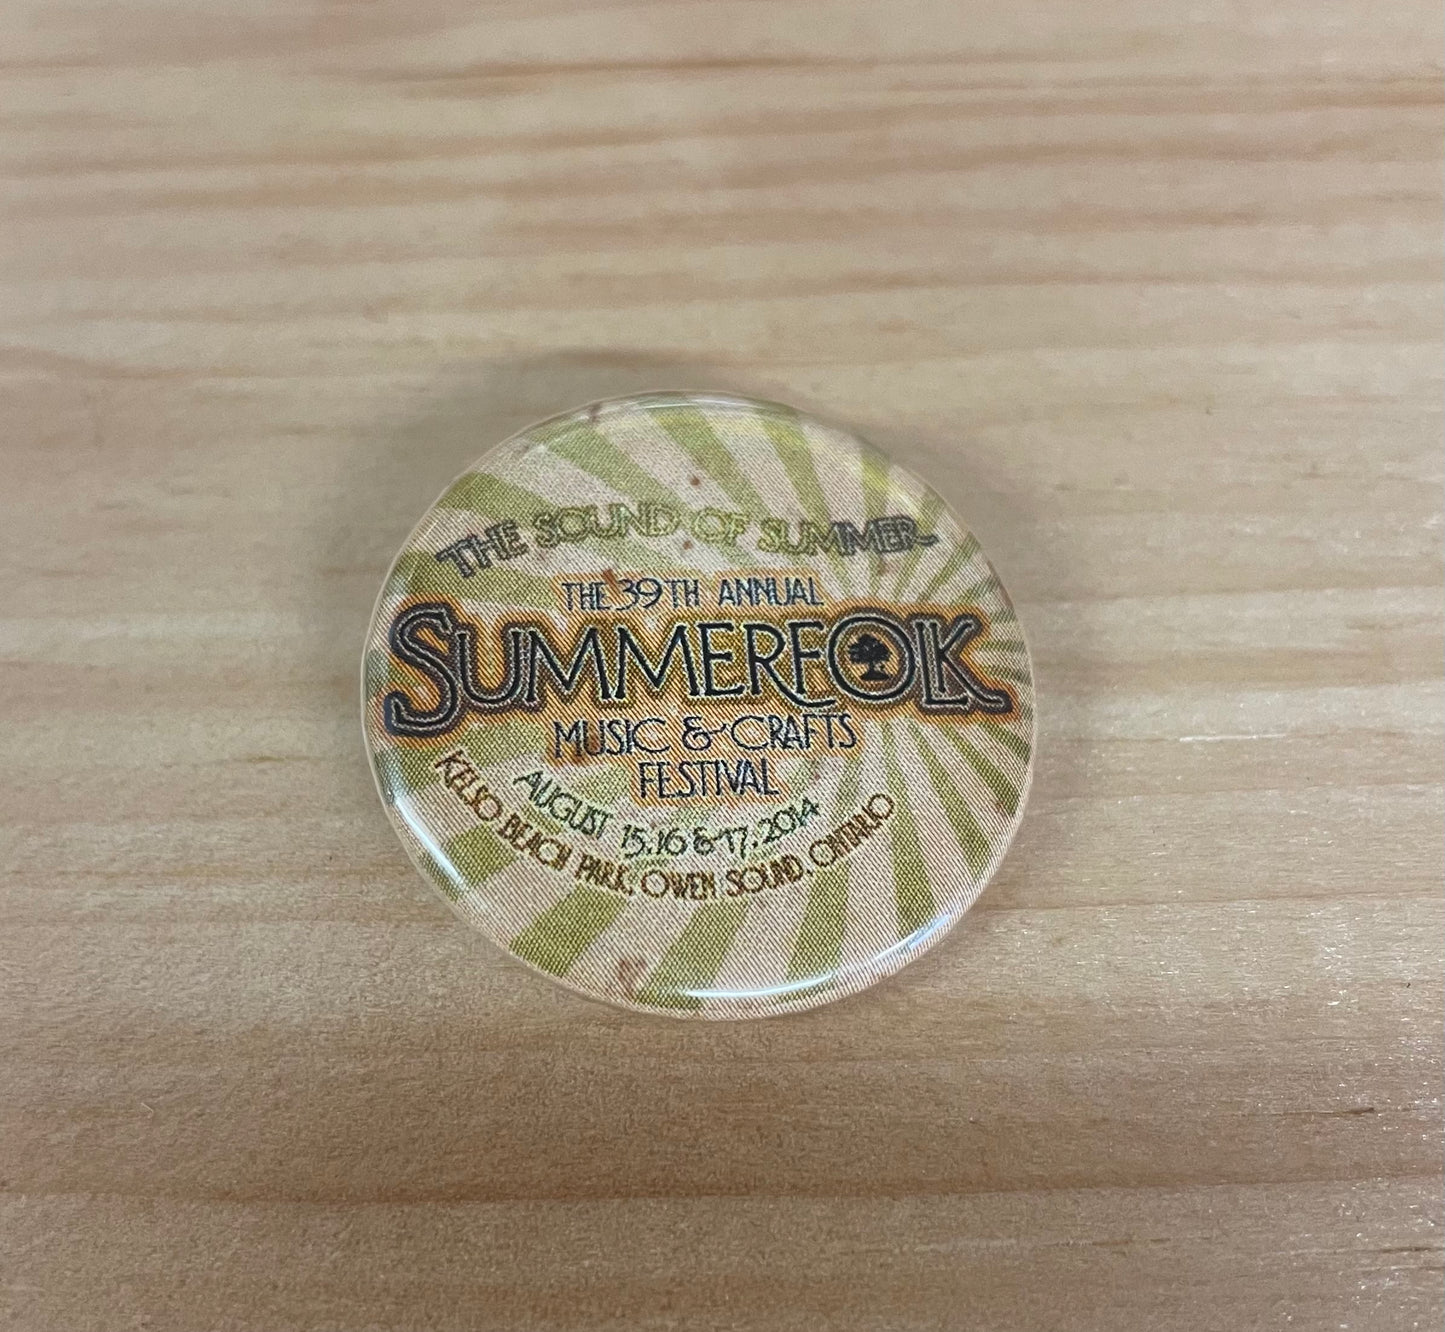 THE SOUND OF SUMMER
THE 39TH ANNUAL
SUMMERFOLK
MUSIC & CRAFTS
FESTIVAL
AUGUST 15.16 & 17.2014
KELSO BEACH PARK, OWEN SOUND, ONTARIO